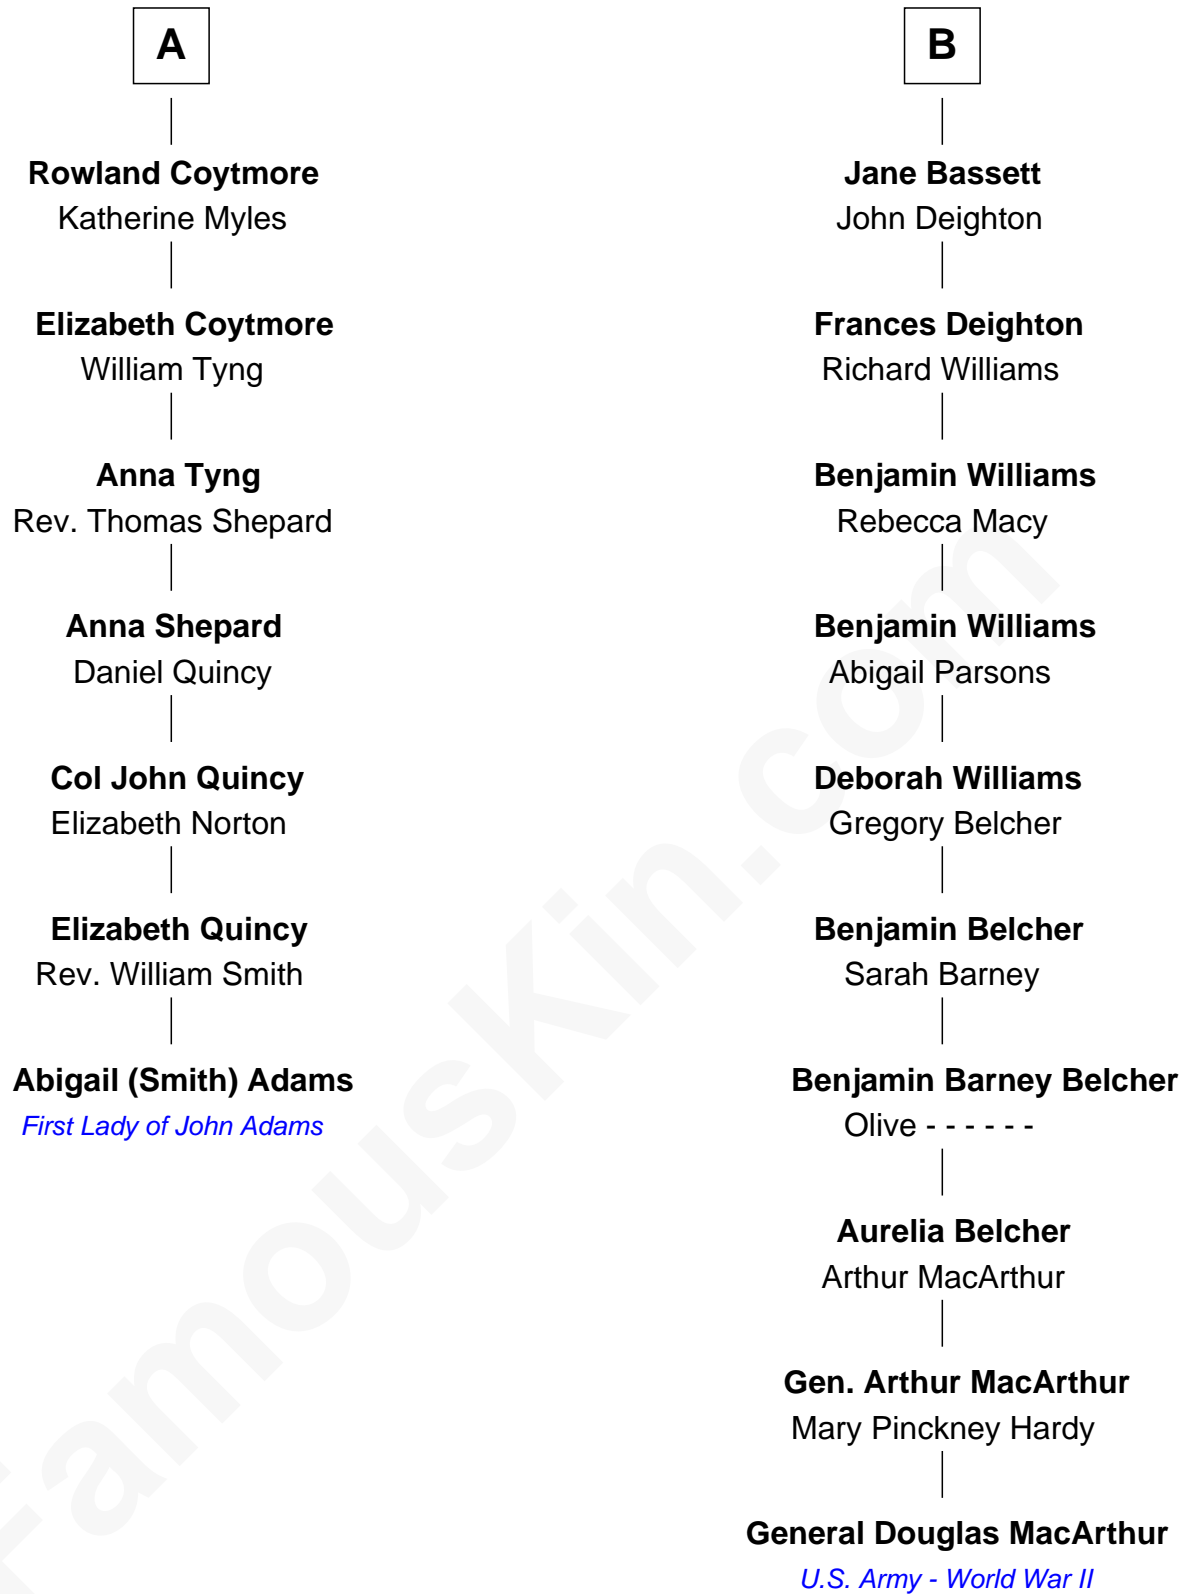 A
Rowland Coytmore
Katherine Myles
Elizabeth Coytmore
William Tyng
Anna Tyng
Rev. Thomas Shepard
Anna Shepard
Daniel Quincy
Col John Quincy
Elizabeth Norton
Elizabeth Quincy
Rev. William Smith
Abigail (Smith) Adams
First Lady of John Adams
B
Jane Bassett
John Deighton
Frances Deighton
Richard Williams
Benjamin Williams
Rebecca Macy
Benjamin Williams
Abigail Parsons
Deborah Williams
Gregory Belcher
Benjamin Belcher
Sarah Barney
Benjamin Barney Belcher
Olive - - - - - -
Aurelia Belcher
Arthur MacArthur
Gen. Arthur MacArthur
Mary Pinckney Hardy
General Douglas MacArthur
U.S. Army - World War II
FamousKin.com